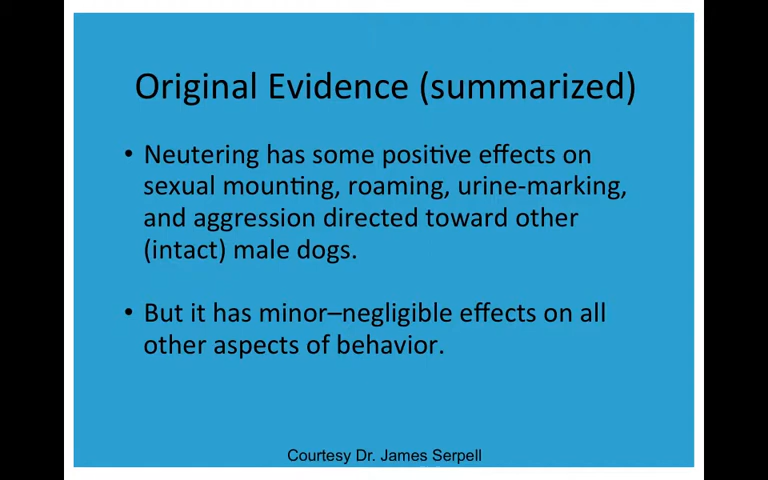 Original Evidence (summarized)
• Neutering has some positive effects on
sexual mounting, roaming, urine-marking,
and aggression directed toward other
(intact) male dogs.
• But it has minor–negligible effects on all
other aspects of behavior.
Courtesy Dr. James Serpell